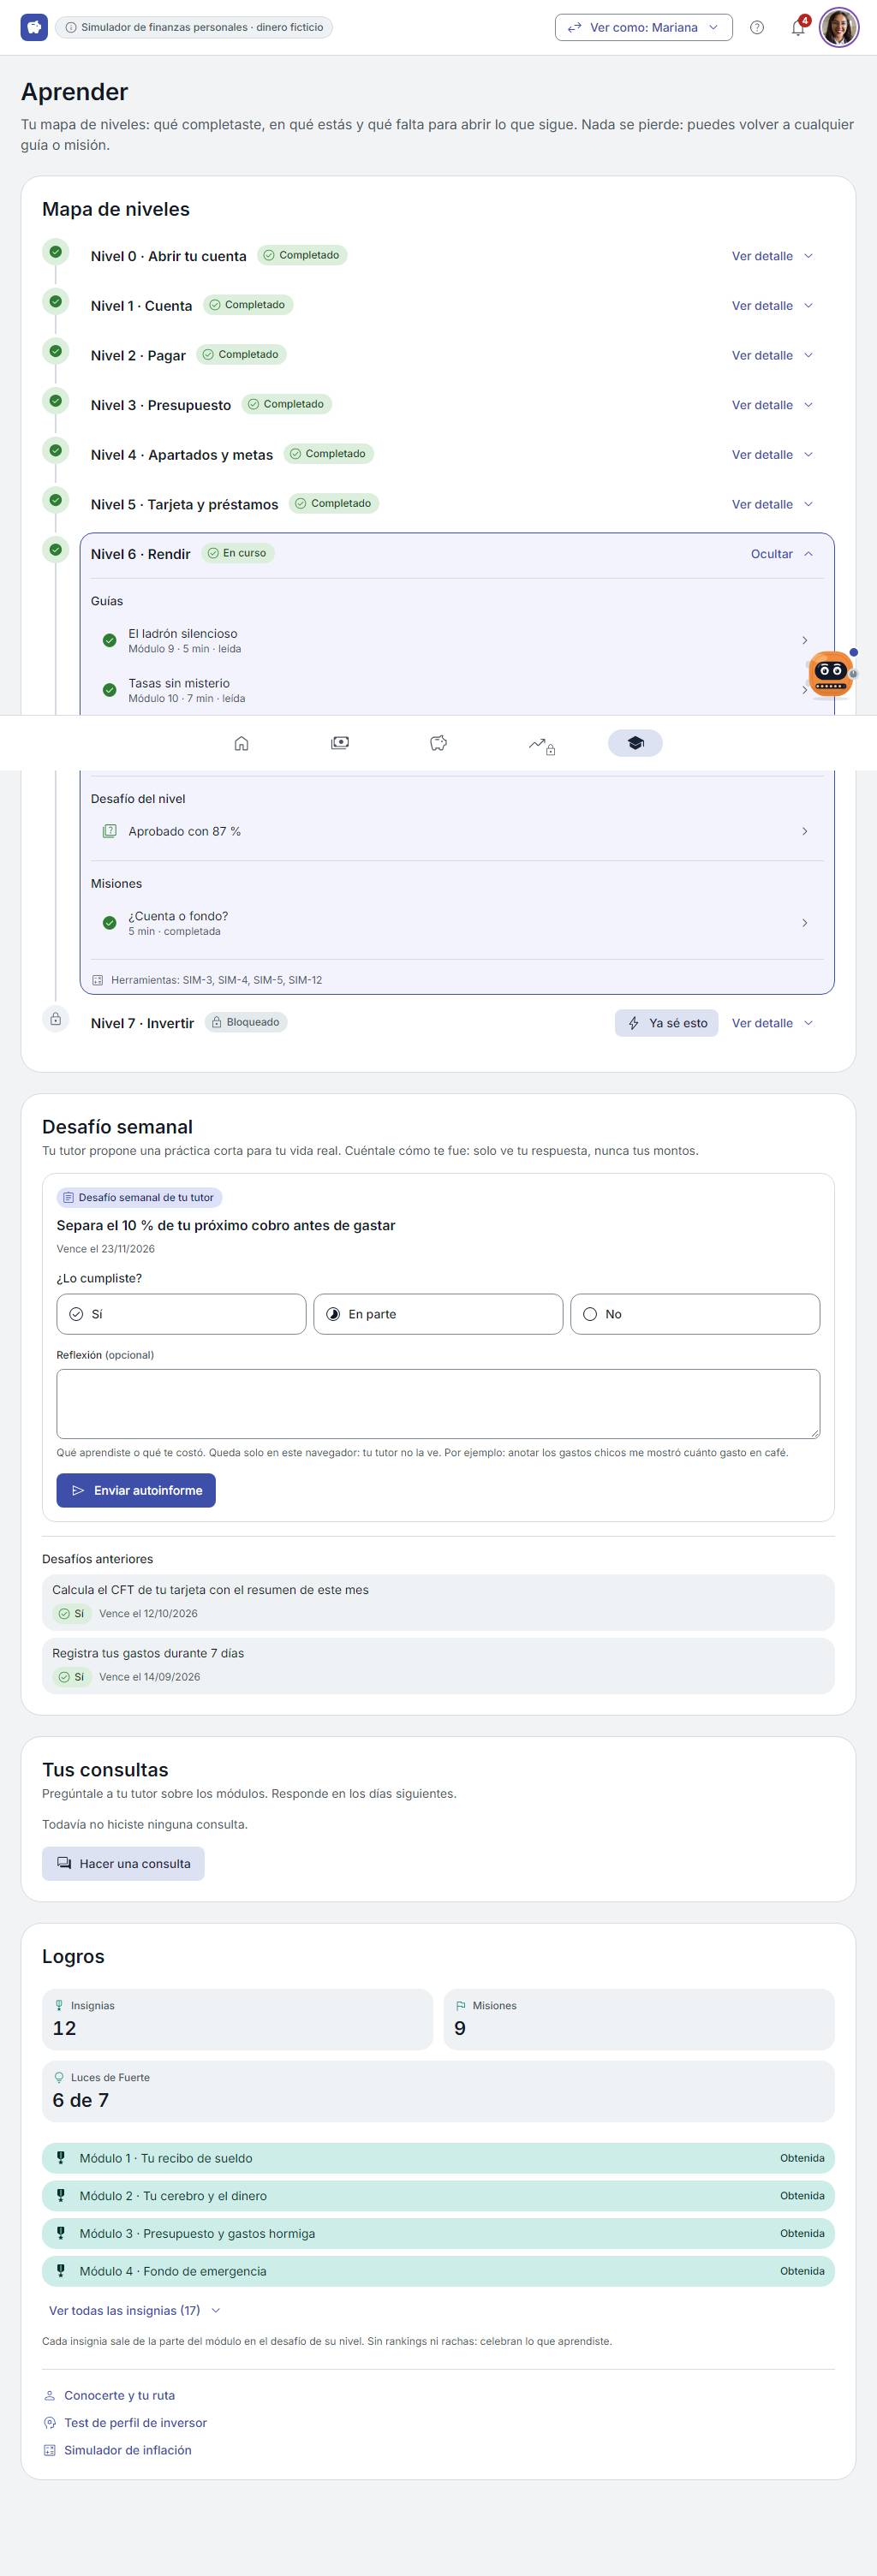 Simulador de finanzas personales · dinero ficticio
Ver como: Mariana
4
Aprender
Tu mapa de niveles: qué completaste, en qué estás y qué falta para abrir lo que sigue. Nada se pierde: puedes volver a cualquier
guía o misión.
Mapa de niveles
Nivel 0 · Abrir tu cuenta
Completado
Ver detalle
Nivel 1 · Cuenta
Completado
Ver detalle
Nivel 2 · Pagar
Completado
Ver detalle
Nivel 3 · Presupuesto
Completado
Ver detalle
Nivel 4 · Apartados y metas
Completado
Ver detalle
Nivel 5 · Tarjeta y préstamos
Completado
Ver detalle
Nivel 6 · Rendir
En curso
Ocultar
Guías
El ladrón silencioso
Módulo 9 · 5 min · leída
Tasas sin misterio
Módulo 10 · 7 min · leída
Desafío del nivel
Aprobado con 87 %
Misiones
¿Cuenta o fondo?
5 min · completada
Herramientas: SIM-3, SIM-4, SIM-5, SIM-12
Nivel 7 · Invertir
Bloqueado
Ya sé esto
Ver detalle
Desafío semanal
Tu tutor propone una práctica corta para tu vida real. Cuéntale cómo te fue: solo ve tu respuesta, nunca tus montos.
Desafío semanal de tu tutor
Separa el 10 % de tu próximo cobro antes de gastar
Vence el 23/11/2026
¿Lo cumpliste?
Sí
En parte
No
Reflexión (opcional)
Qué aprendiste o qué te costó. Queda solo en este navegador: tu tutor no la ve. Por ejemplo: anotar los gastos chicos me mostró cuánto gasto en café.
Enviar autoinforme
Desafíos anteriores
Calcula el CFT de tu tarjeta con el resumen de este mes
Sí
Vence el 12/10/2026
Registra tus gastos durante 7 días
Sí
Vence el 14/09/2026
Tus consultas
Pregúntale a tu tutor sobre los módulos. Responde en los días siguientes.
Todavía no hiciste ninguna consulta.
Hacer una consulta
Logros
Insignias
12
Misiones
9
Luces de Fuerte
6 de 7
Módulo 1 · Tu recibo de sueldo
Obtenida
Módulo 2 · Tu cerebro y el dinero
Obtenida
Módulo 3 · Presupuesto y gastos hormiga
Obtenida
Módulo 4 · Fondo de emergencia
Obtenida
Ver todas las insignias (17)
Cada insignia sale de la parte del módulo en el desafío de su nivel. Sin rankings ni rachas: celebran lo que aprendiste.
Conocerte y tu ruta
Test de perfil de inversor
Simulador de inflación